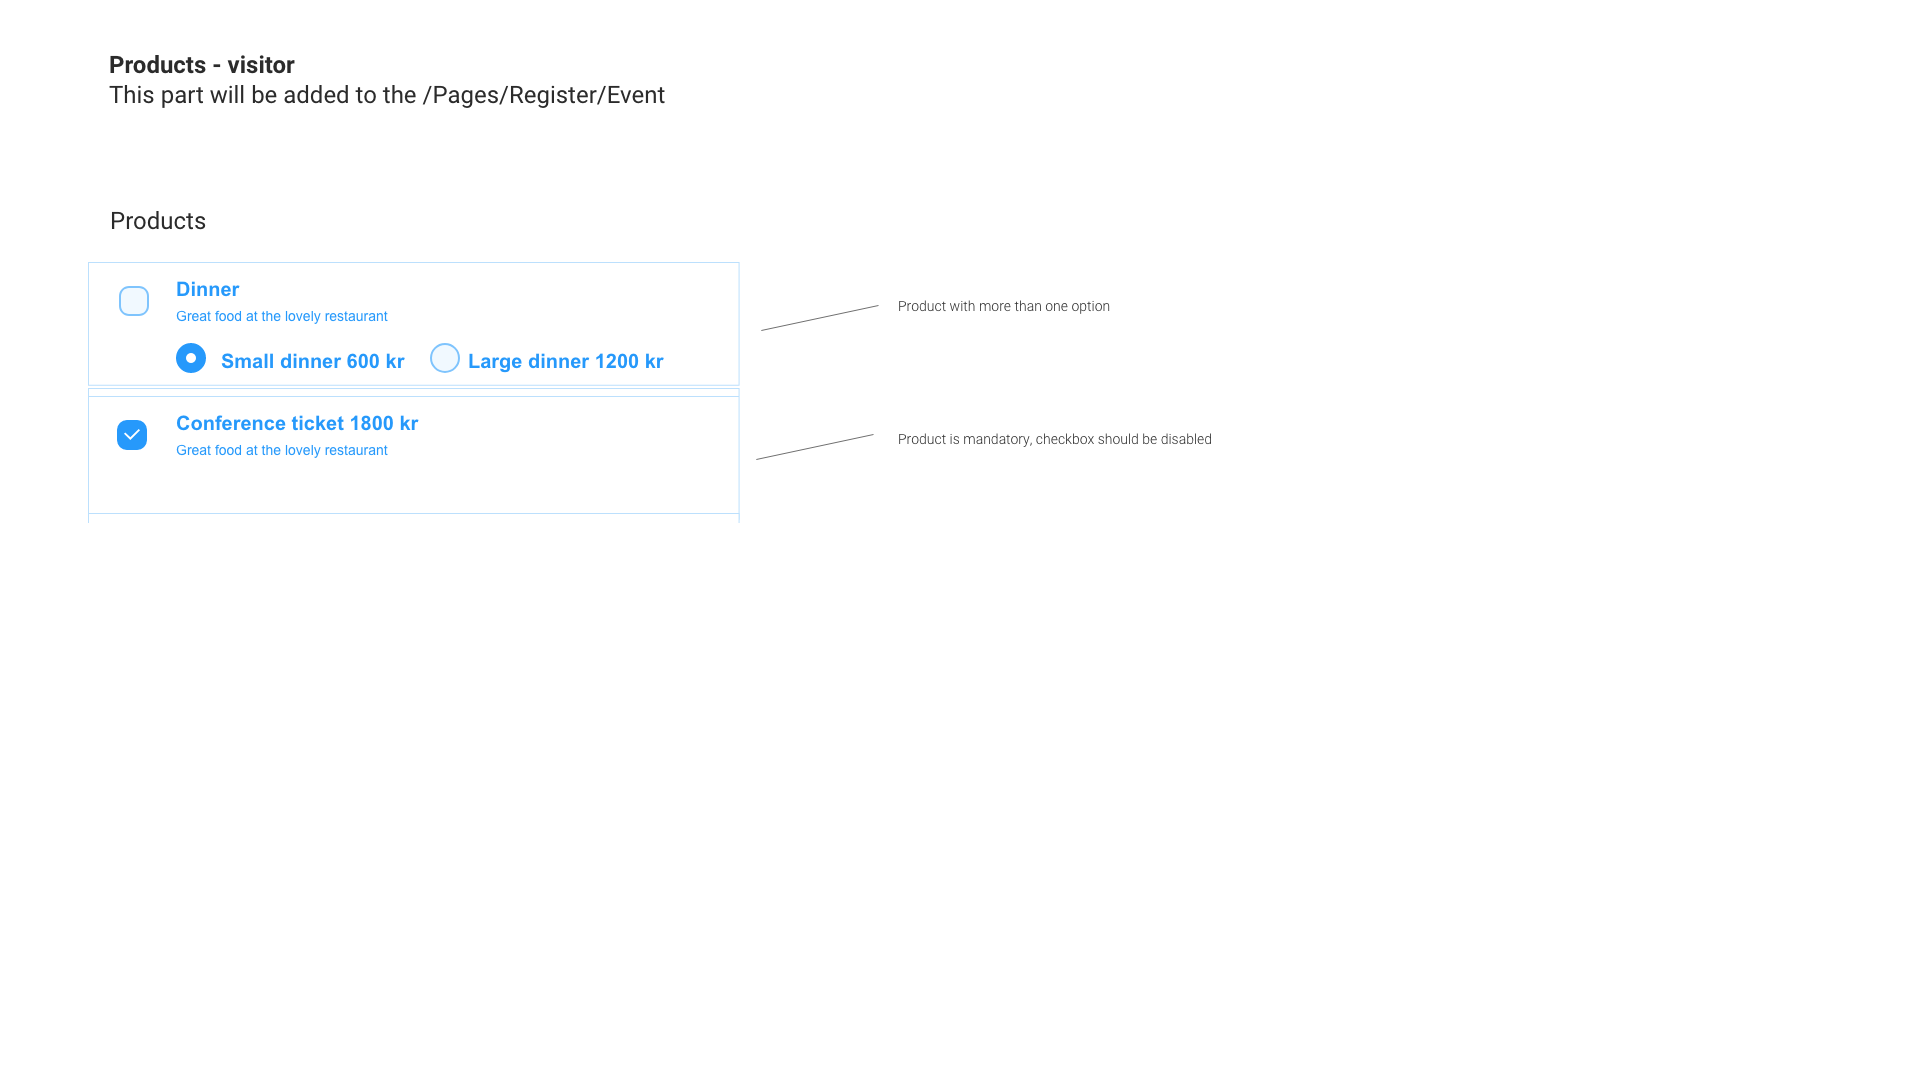 Products - visitor
This part will be added to the /Pages/Register/Event
Products
Dinner
Great food at the lovely restaurant
Small dinner 600 kr
Large dinner 1200 kr
Product with more than one option
Conference ticket 1800 kr
Great food at the lovely restaurant
Product is mandatory, checkbox should be disabled